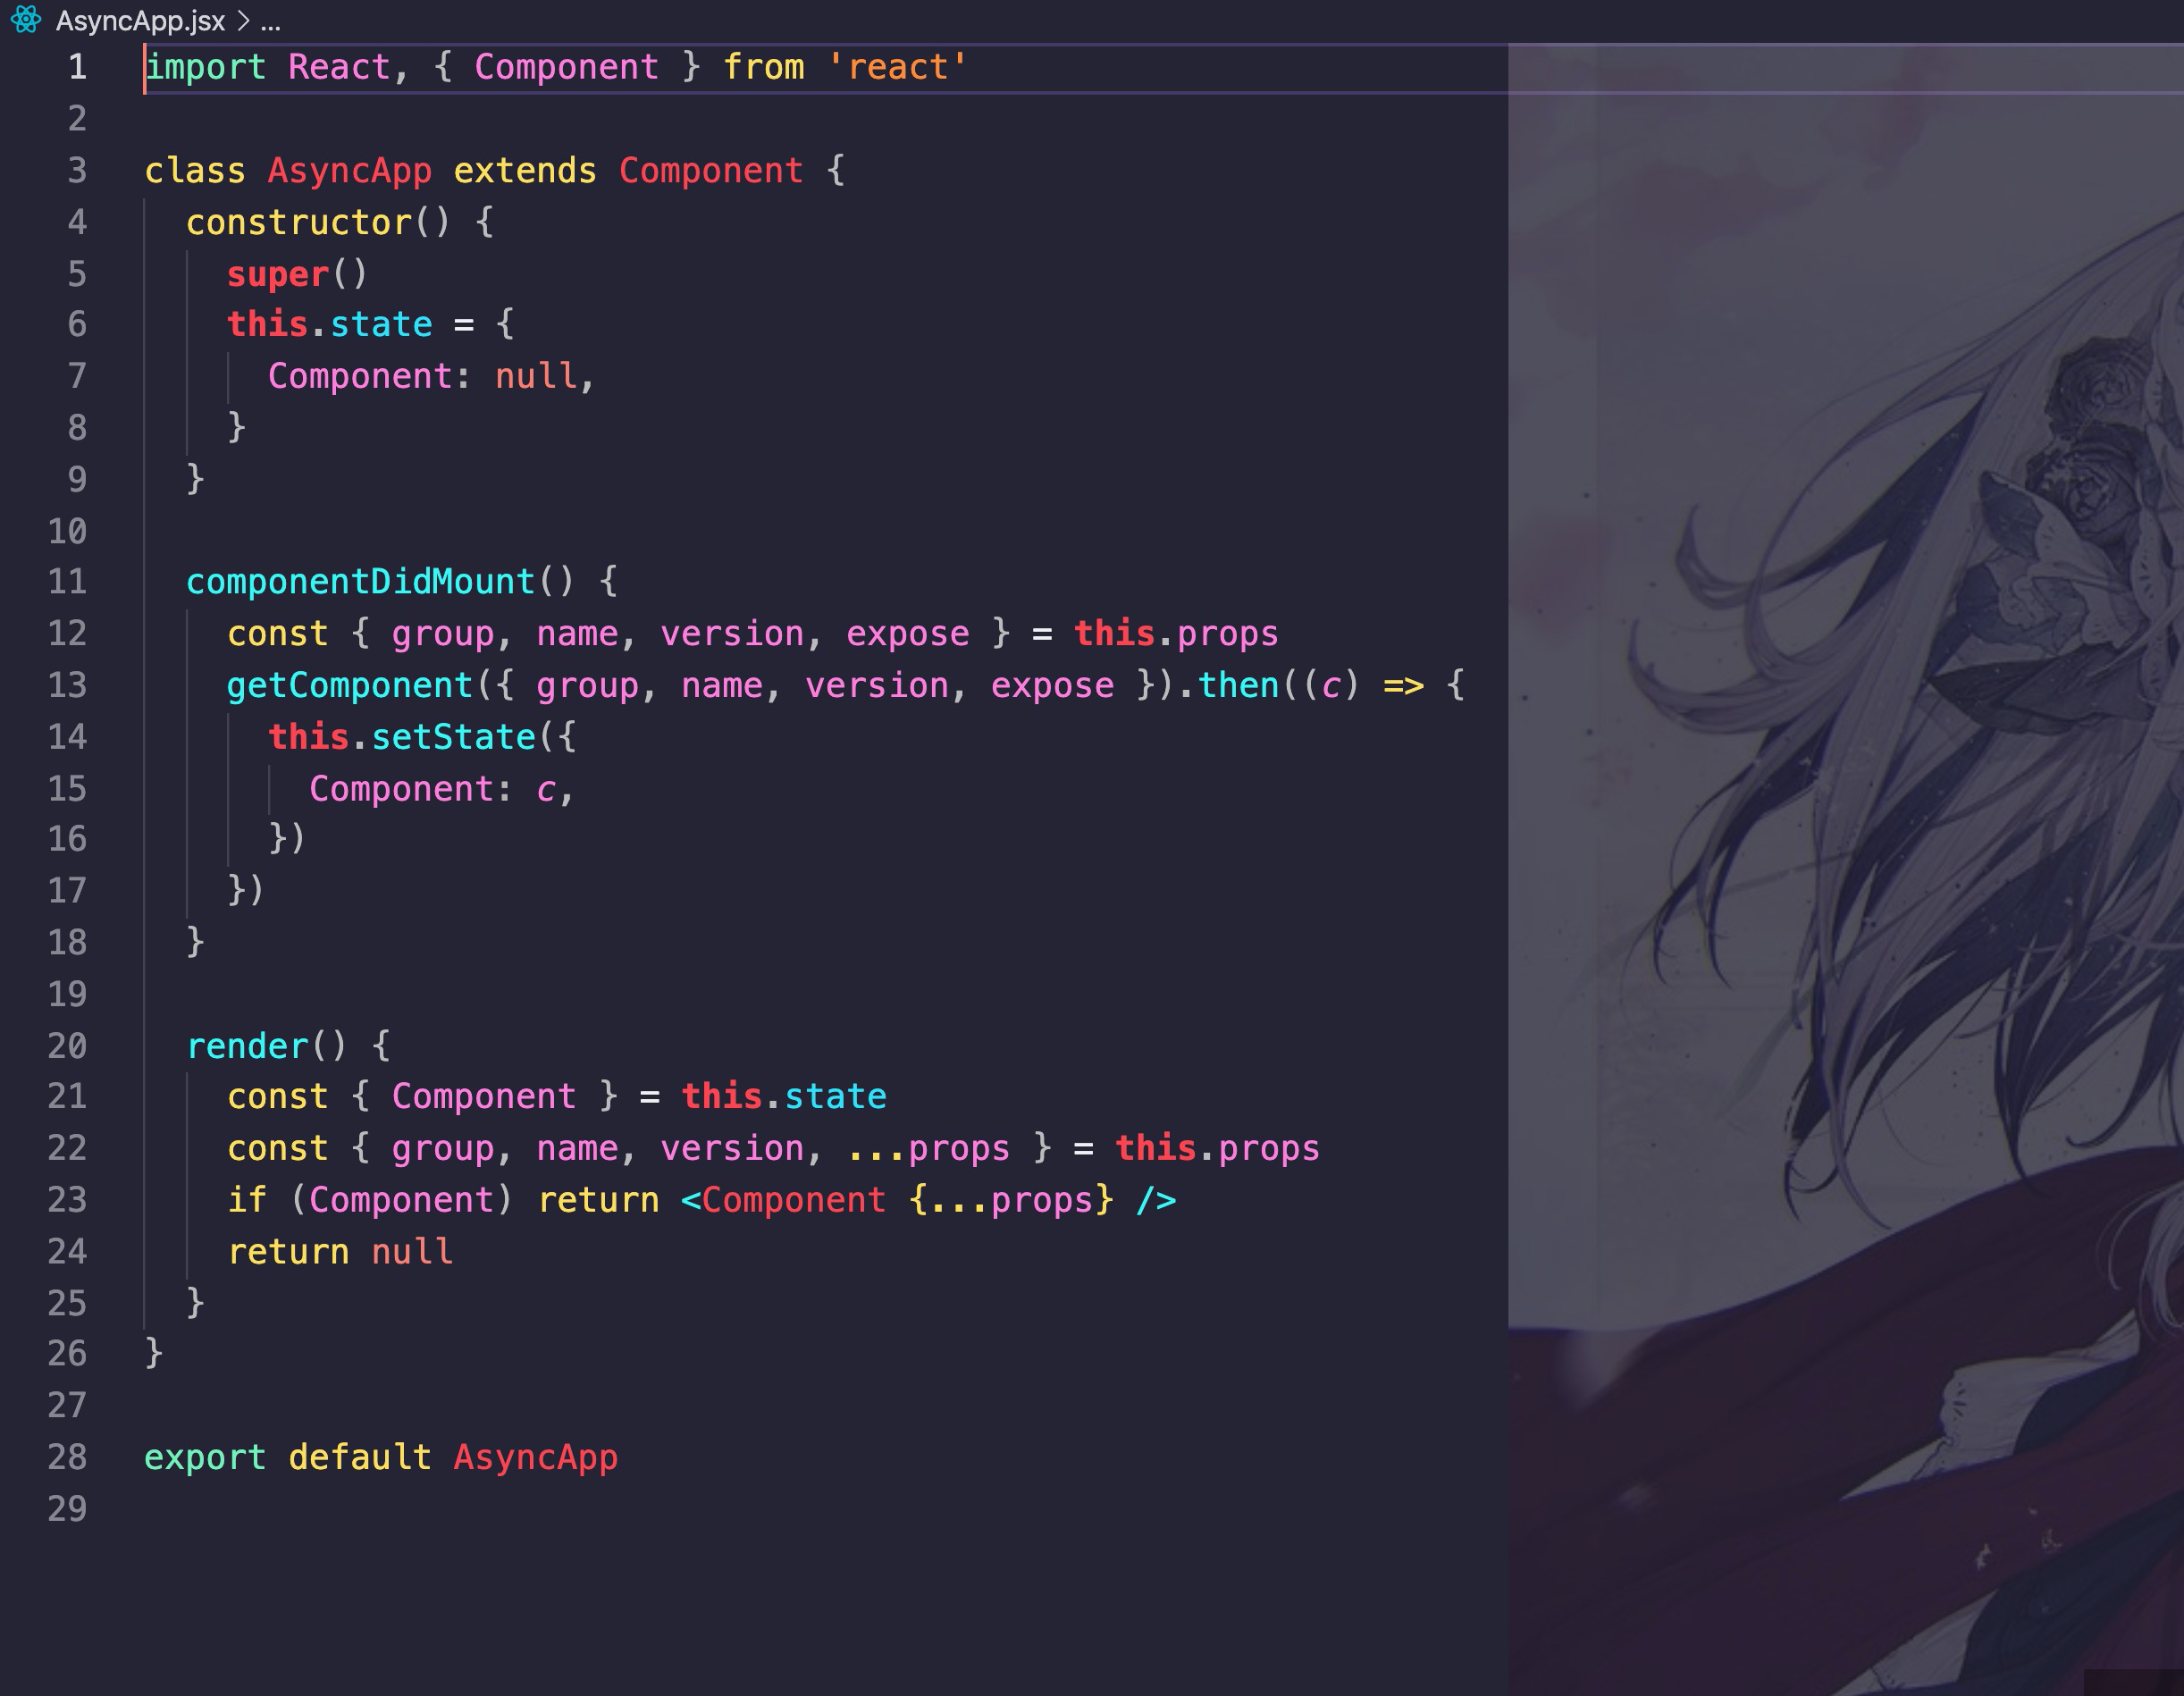 AsyncApp.jsx > ...
1 import React, { Component } from 'react'
2
3 class AsyncApp extends Component {
4   constructor() {
5     super()
6     this.state = {
7       Component: null,
8     }
9   }
10
11   componentDidMount() {
12     const { group, name, version, expose } = this.props
13     getComponent({ group, name, version, expose }).then((c) => {
14       this.setState({
15         Component: c,
16       })
17     })
18   }
19
20   render() {
21     const { Component } = this.state
22     const { group, name, version, ...props } = this.props
23     if (Component) return <Component {...props} />
24     return null
25   }
26 }
27
28 export default AsyncApp
29